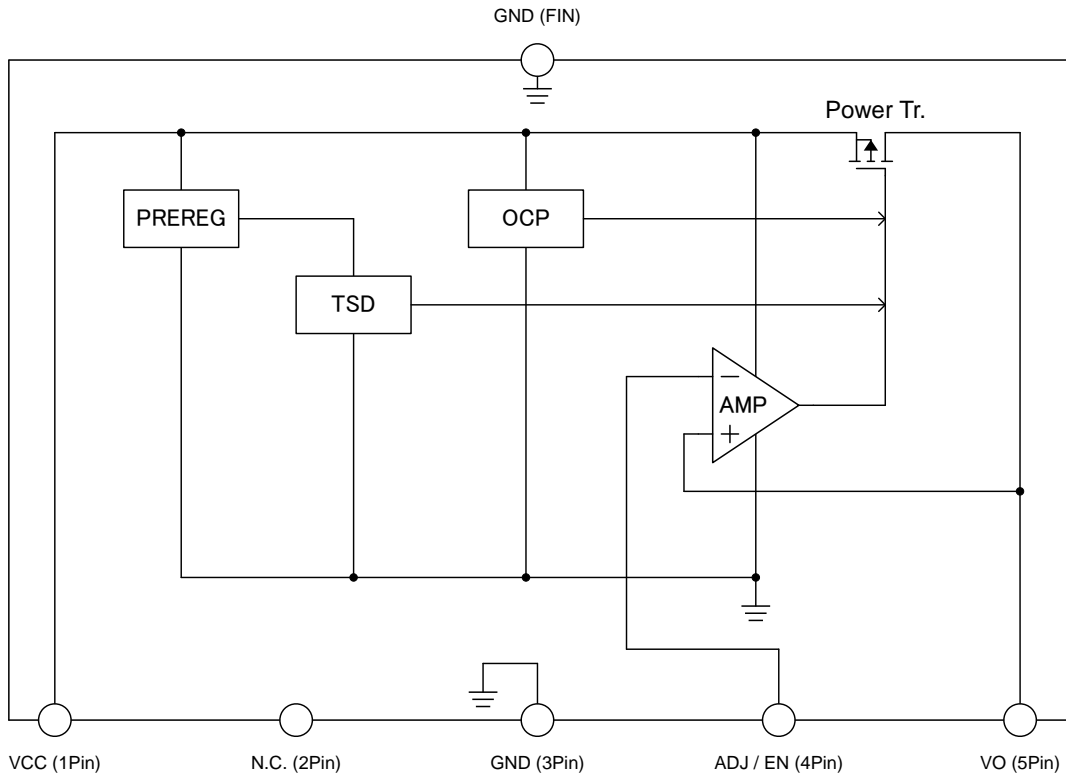 GND (FIN)
Power Tr.
PREREG
OCP
TSD
AMP
VCC (1Pin)
N.C. (2Pin)
GND (3Pin)
ADJ / EN (4Pin)
VO (5Pin)